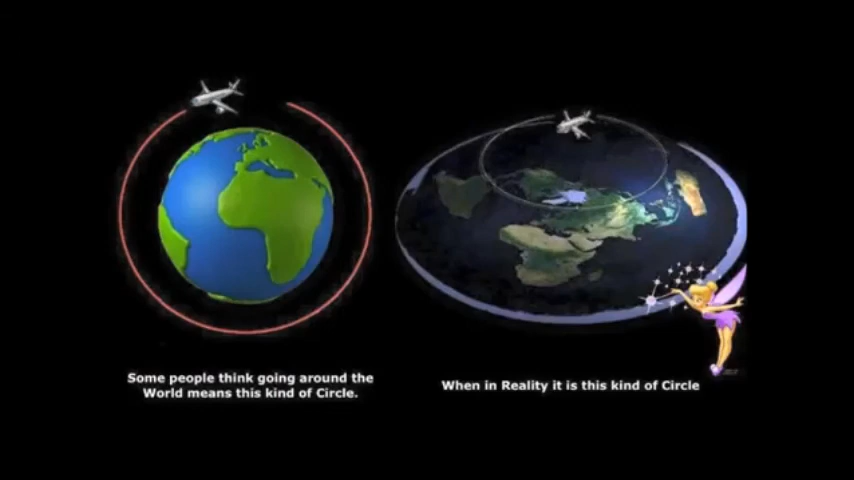 Some people think going around the
World means this kind of Circle.
When in Reality it is this kind of Circle